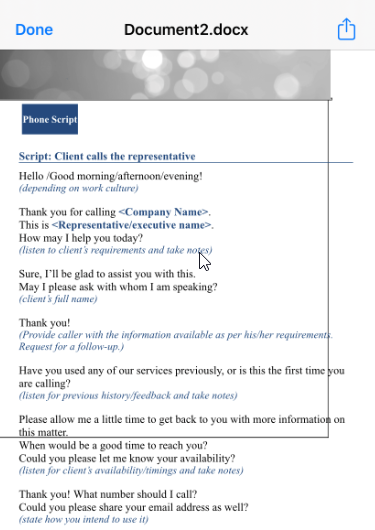 Done
Document2.docx
Phone Script
Script: Client calls the representative
Hello /Good morning/afternoon/evening!
(depending on work culture)
Thank you for calling <Company Name>.
This is <Representative/executive name>.
How may I help you today?
(listen to client's requirements and take notes)
Sure, I'll be glad to assist you with this.
May I please ask with whom I am speaking?
(client's full name)
Thank you!
(Provide caller with the information available as per his/her requirements.
Request for a follow-up.)
Have you used any of our services previously, or is this the first time you
are calling?
(listen for previous history/feedback and take notes)
Please allow me a little time to get back to you with more information on
this matter.
When would be a good time to reach you?
Could you please let me know your availability?
(listen for client's availability/timings and take notes)
Thank you! What number should I call?
Could you please share your email address as well?
(state how you intend to use it)